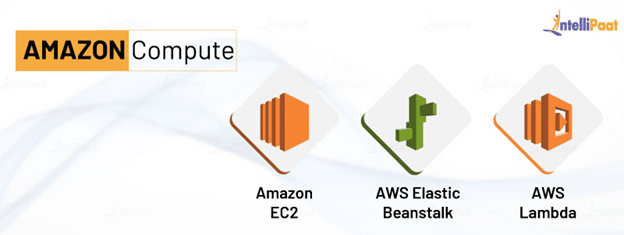 IntelliPaat
AMAZON Compute
Amazon
EC2
AWS Elastic
Beanstalk
AWS
Lambda